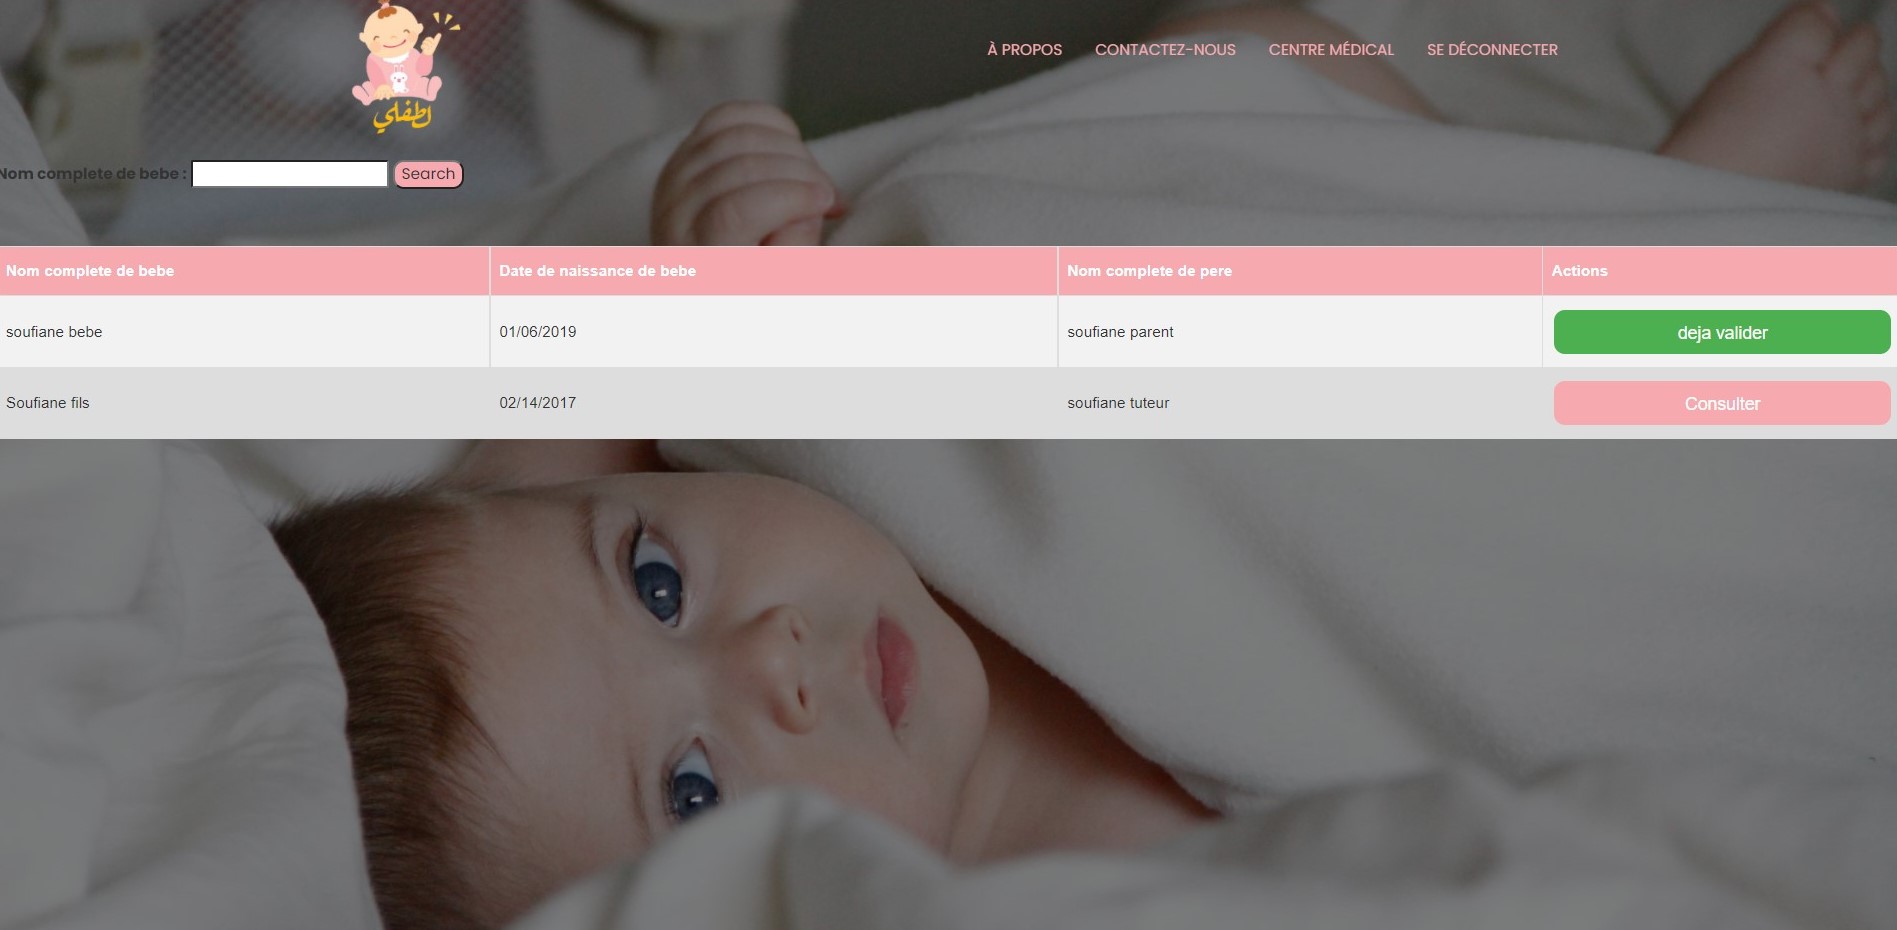 لطفلي
À PROPOS CONTACTEZ-NOUS CENTRE MÉDICAL SE DÉCONNECTER
Nom complete de bebe : Search
Nom complete de bebe Date de naissance de bebe Nom complete de pere Actions
soufiane bebe 01/06/2019 soufiane parent deja valider
Soufiane fils 02/14/2017 soufiane tuteur Consulter